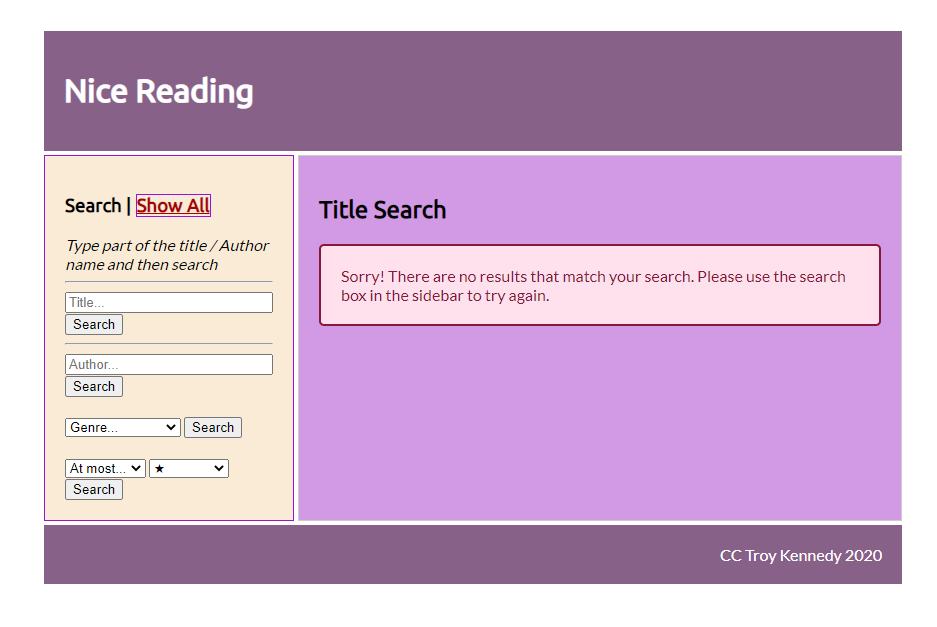 Nice Reading
Search | Show All
Type part of the title / Author
name and then search
Title...
Search
Author...
Search
Genre... Search
At most... ★
Search
Title Search
Sorry! There are no results that match your search. Please use the search
box in the sidebar to try again.
CC Troy Kennedy 2020